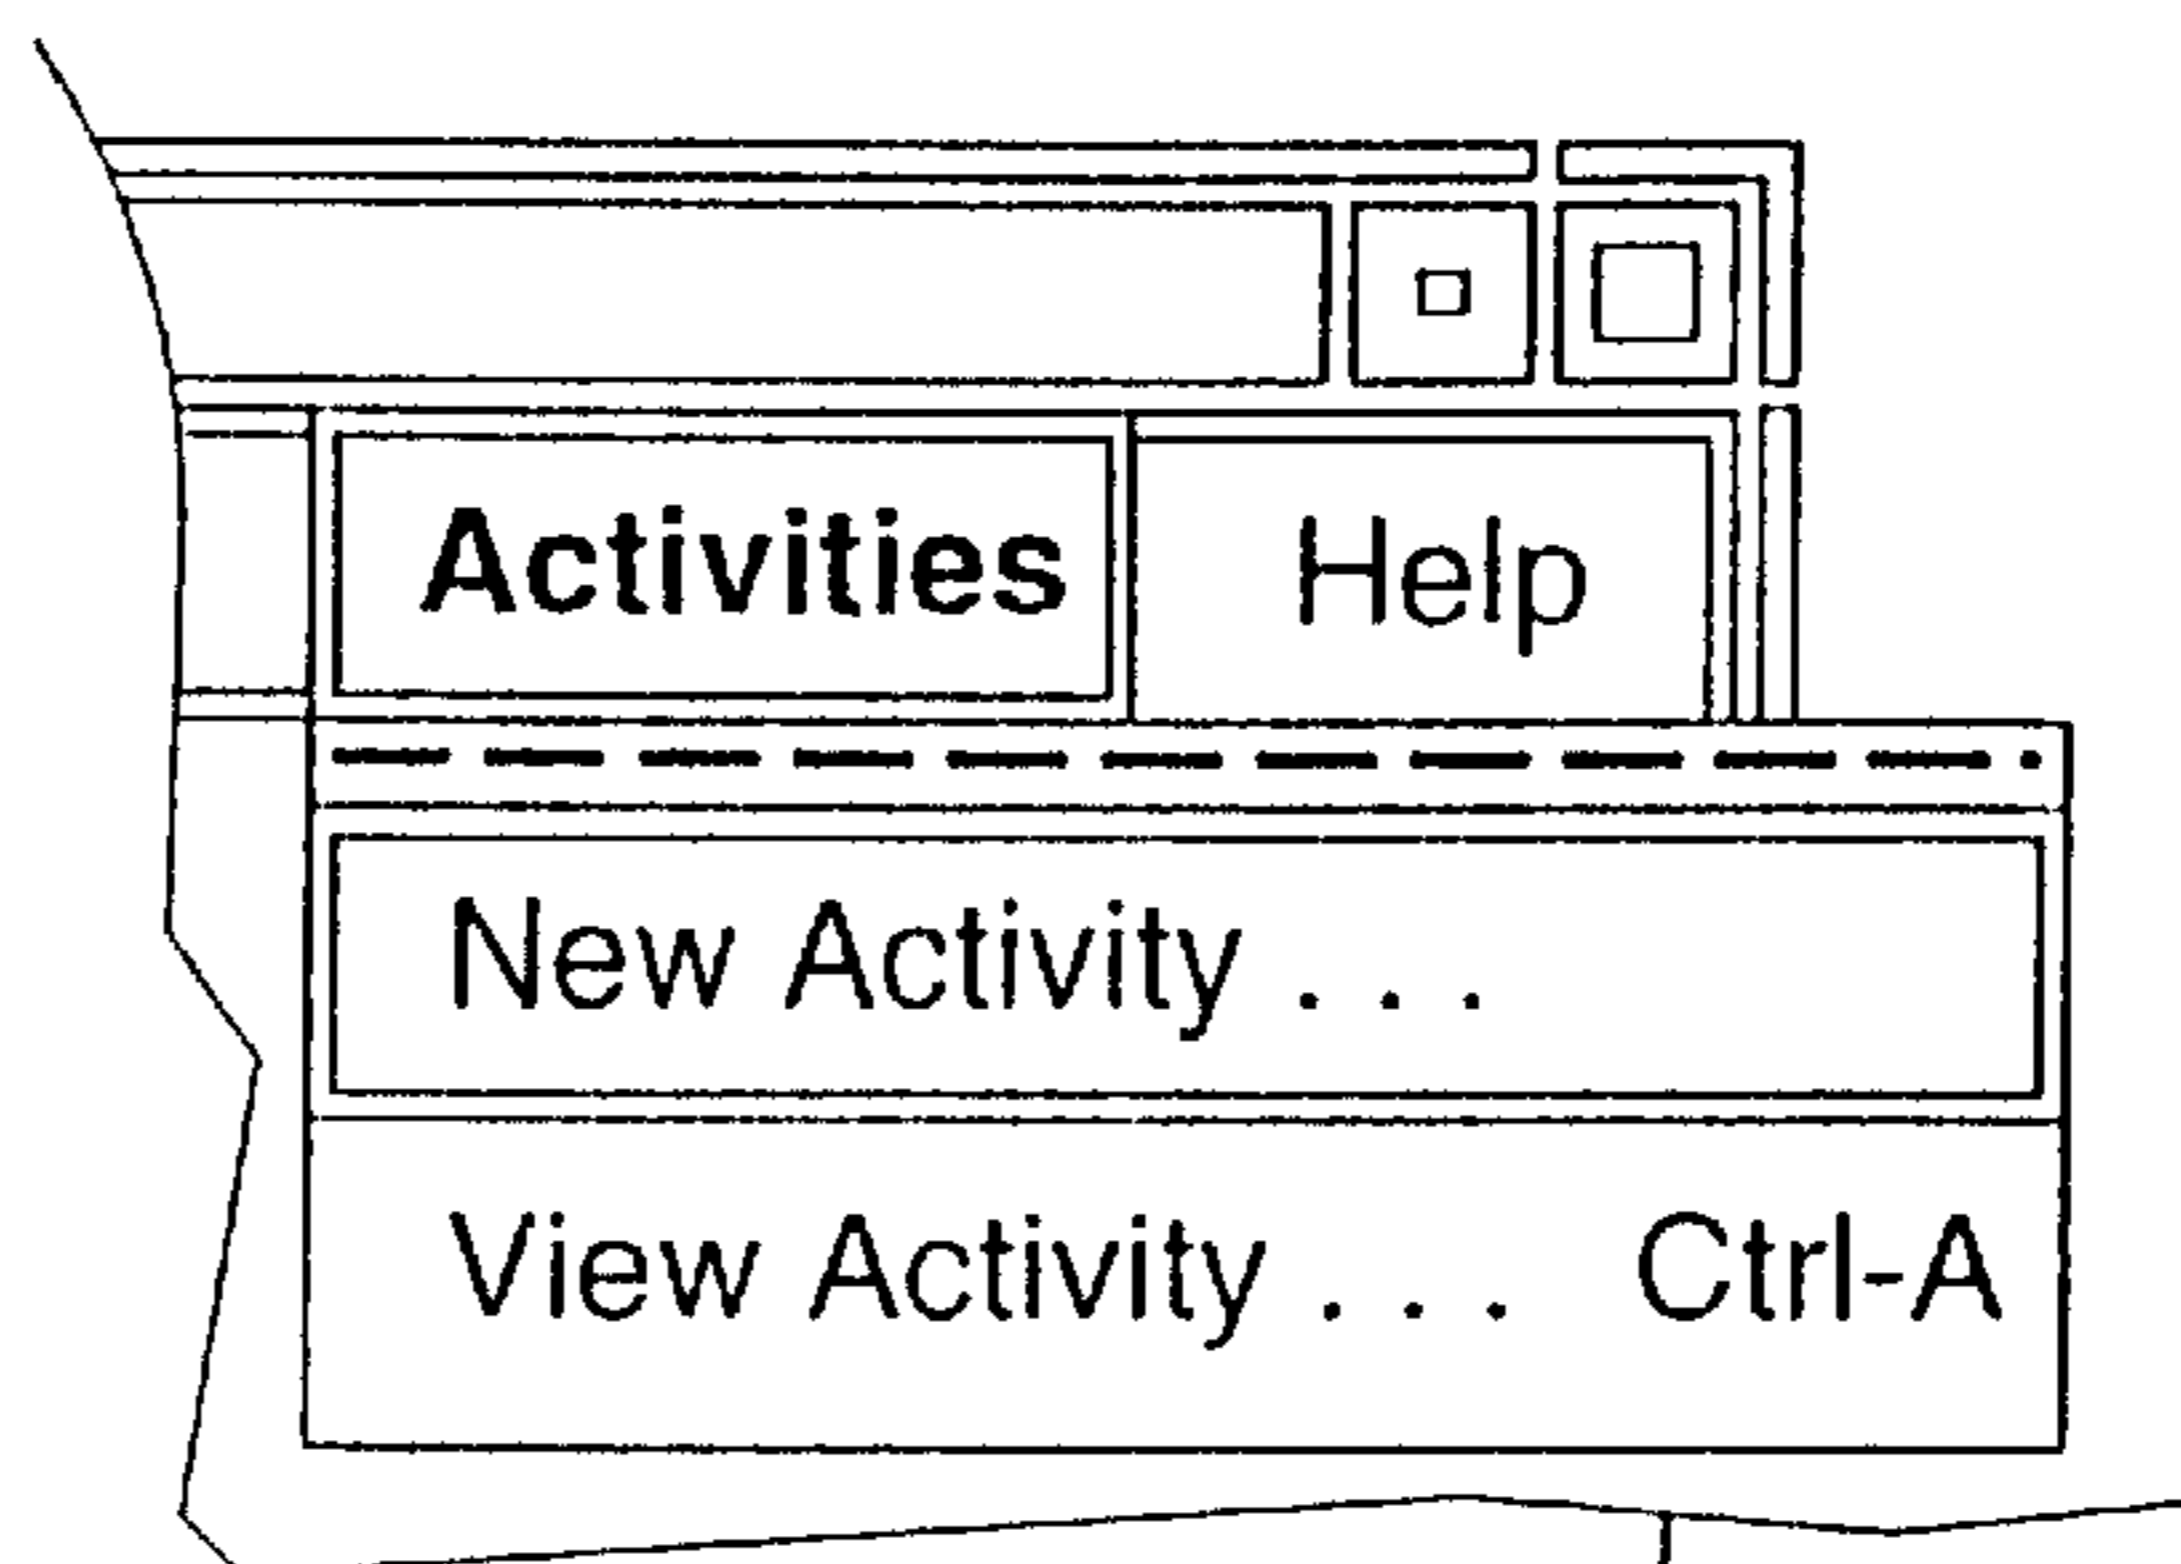 Activities Help
New Activity . . .
View Activity . . . Ctrl-A